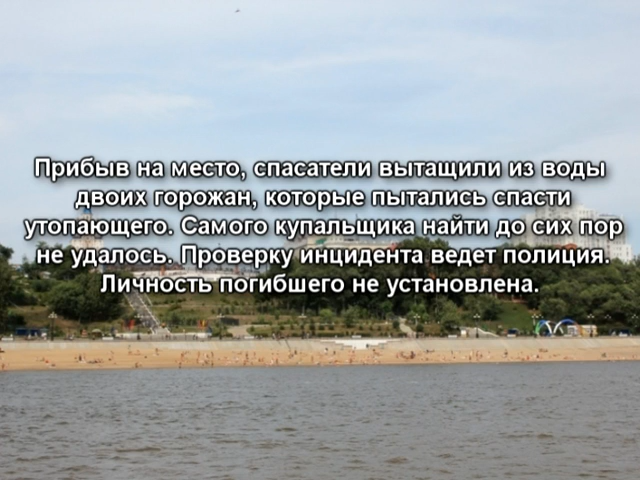 Прибыв на место, спасатели вытащили из воды
двоих горожан, которые пытались спасти
утопающего. Самого купальщика найти до сих пор
не удалось. Проверку инцидента ведет полиция.
Личность погибшего не установлена.